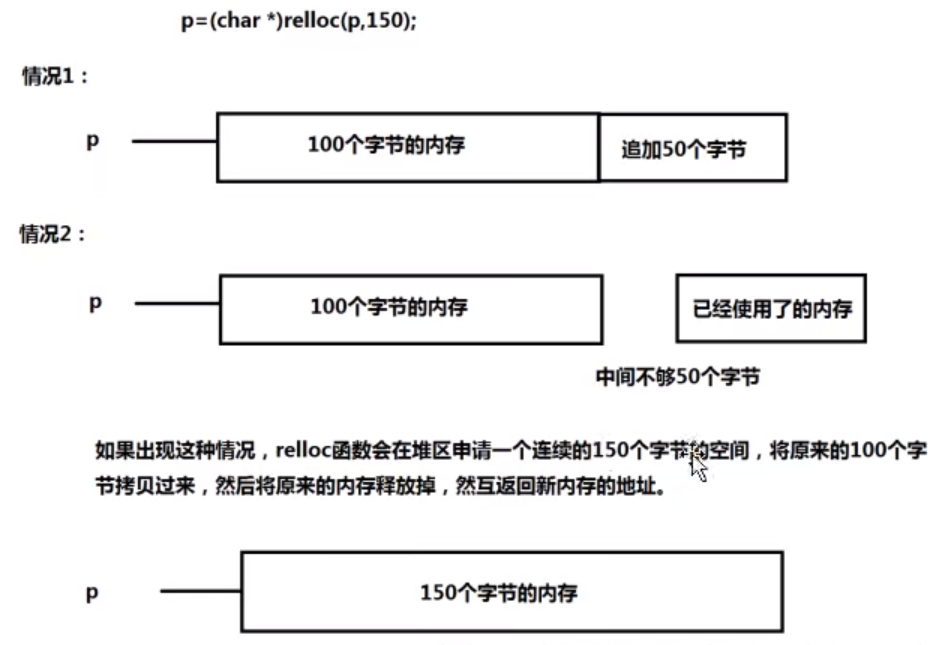 p=(char *)relloc(p,150);
情况1：
p
100个字节的内存
追加50个字节
情况2：
p
100个字节的内存
已经使用了的内存
中间不够50个字节
如果出现这种情况，relloc函数会在堆区申请一个连续的150个字节的空间，将原来的100个字
节拷贝过来，然后将原来的内存释放掉，然互返回新内存的地址。
p
150个字节的内存